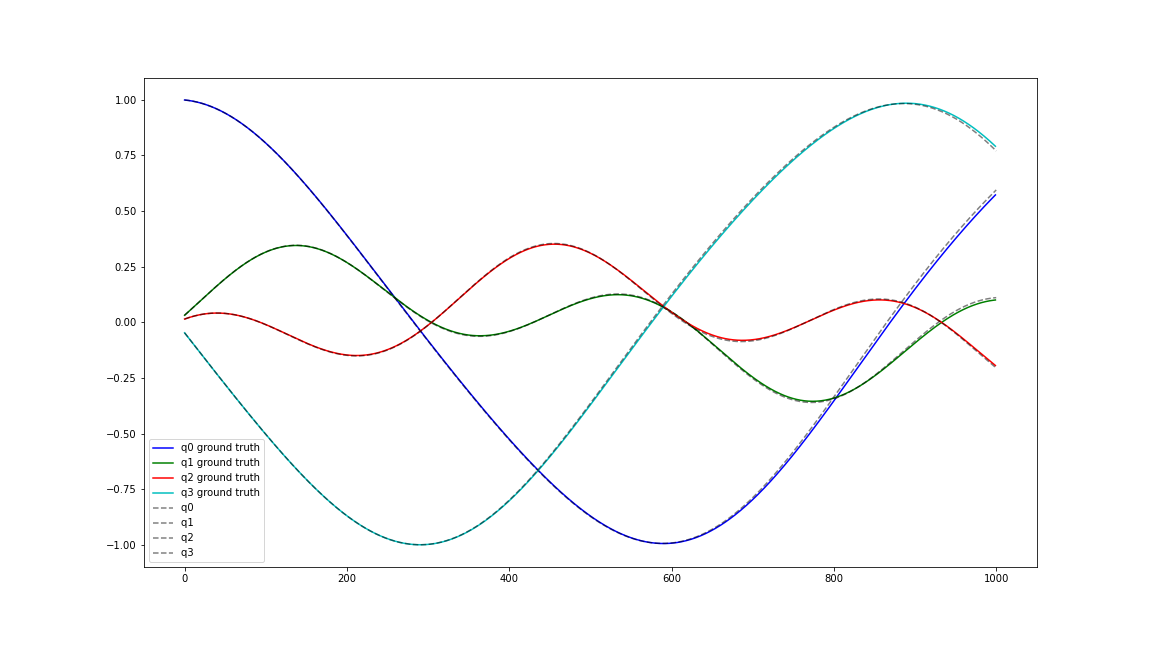 1.00
0.75
0.50
0.25
0.00
−0.25
−0.50
−0.75
−1.00
q0 ground truth
q1 ground truth
q2 ground truth
q3 ground truth
q0
q1
q2
q3
0 200 400 600 800 1000